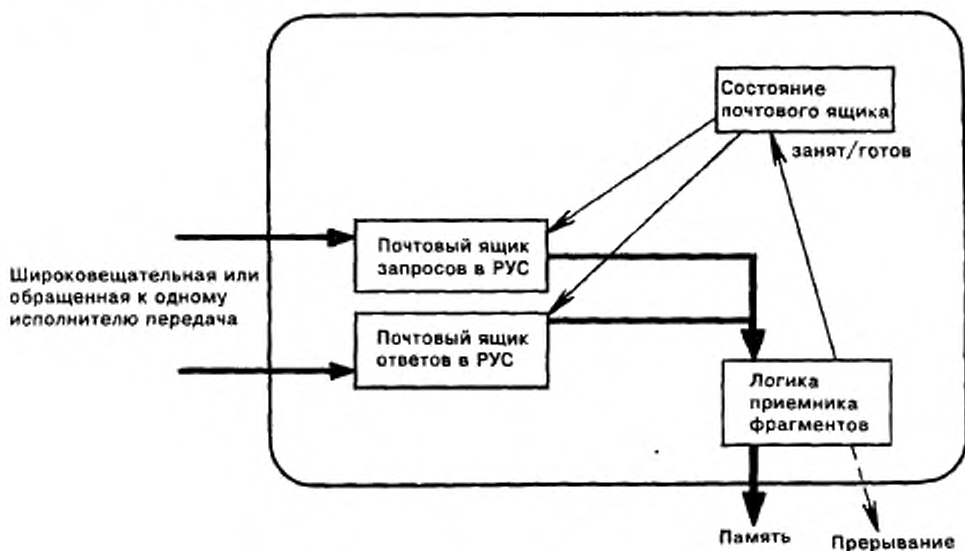 Состояние
почтового ящика
занят/готов
Почтовый ящик
запросов в РУС
Широковещательная или
обращенная к одному
исполнителю передача
Почтовый ящик
ответов в РУС
Логика
приемника
фрагментов
Память
Прерывание